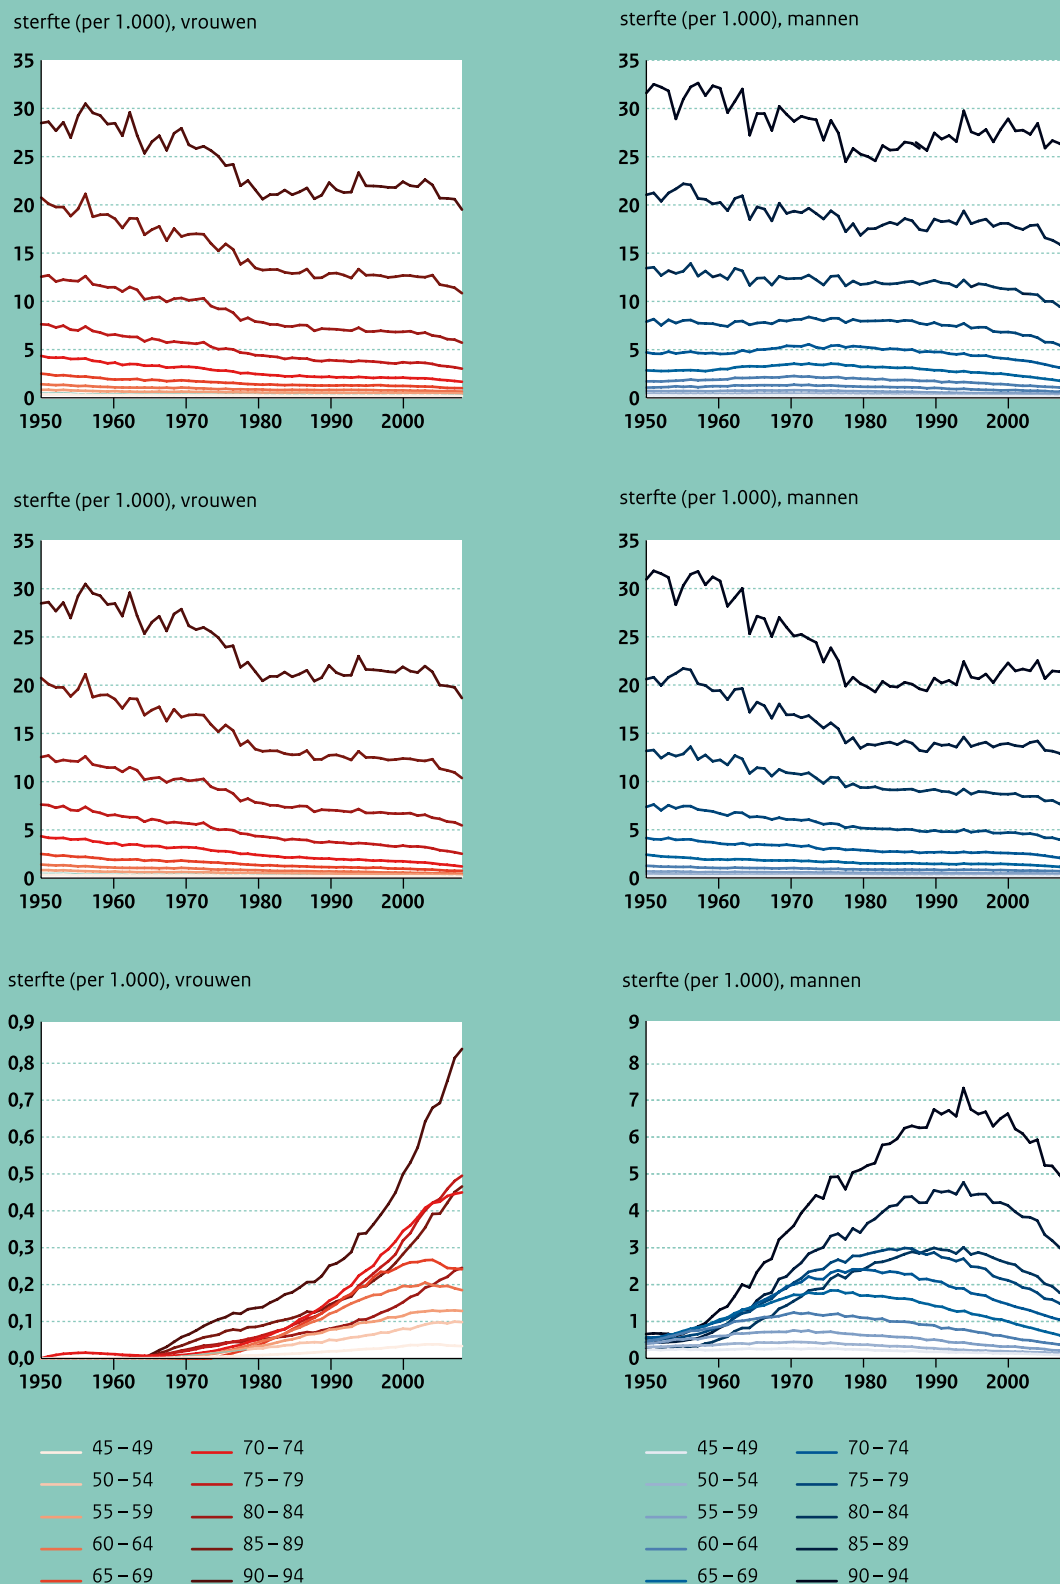 sterfte (per 1.000), vrouwen
35
30
25
20
15
10
5
0
1950 1960 1970 1980 1990 2000
sterfte (per 1.000), mannen
35
30
25
20
15
10
5
0
1950 1960 1970 1980 1990 2000
sterfte (per 1.000), vrouwen
35
30
25
20
15
10
5
0
1950 1960 1970 1980 1990 2000
sterfte (per 1.000), mannen
35
30
25
20
15
10
5
0
1950 1960 1970 1980 1990 2000
sterfte (per 1.000), vrouwen
0,9
0,8
0,7
0,6
0,5
0,4
0,3
0,2
0,1
0,0
1950 1960 1970 1980 1990 2000
sterfte (per 1.000), mannen
9
8
7
6
5
4
3
2
1
0
1950 1960 1970 1980 1990 2000
45 – 49
50 – 54
55 – 59
60 – 64
65 – 69
70 – 74
75 – 79
80 – 84
85 – 89
90 – 94
45 – 49
50 – 54
55 – 59
60 – 64
65 – 69
70 – 74
75 – 79
80 – 84
85 – 89
90 – 94